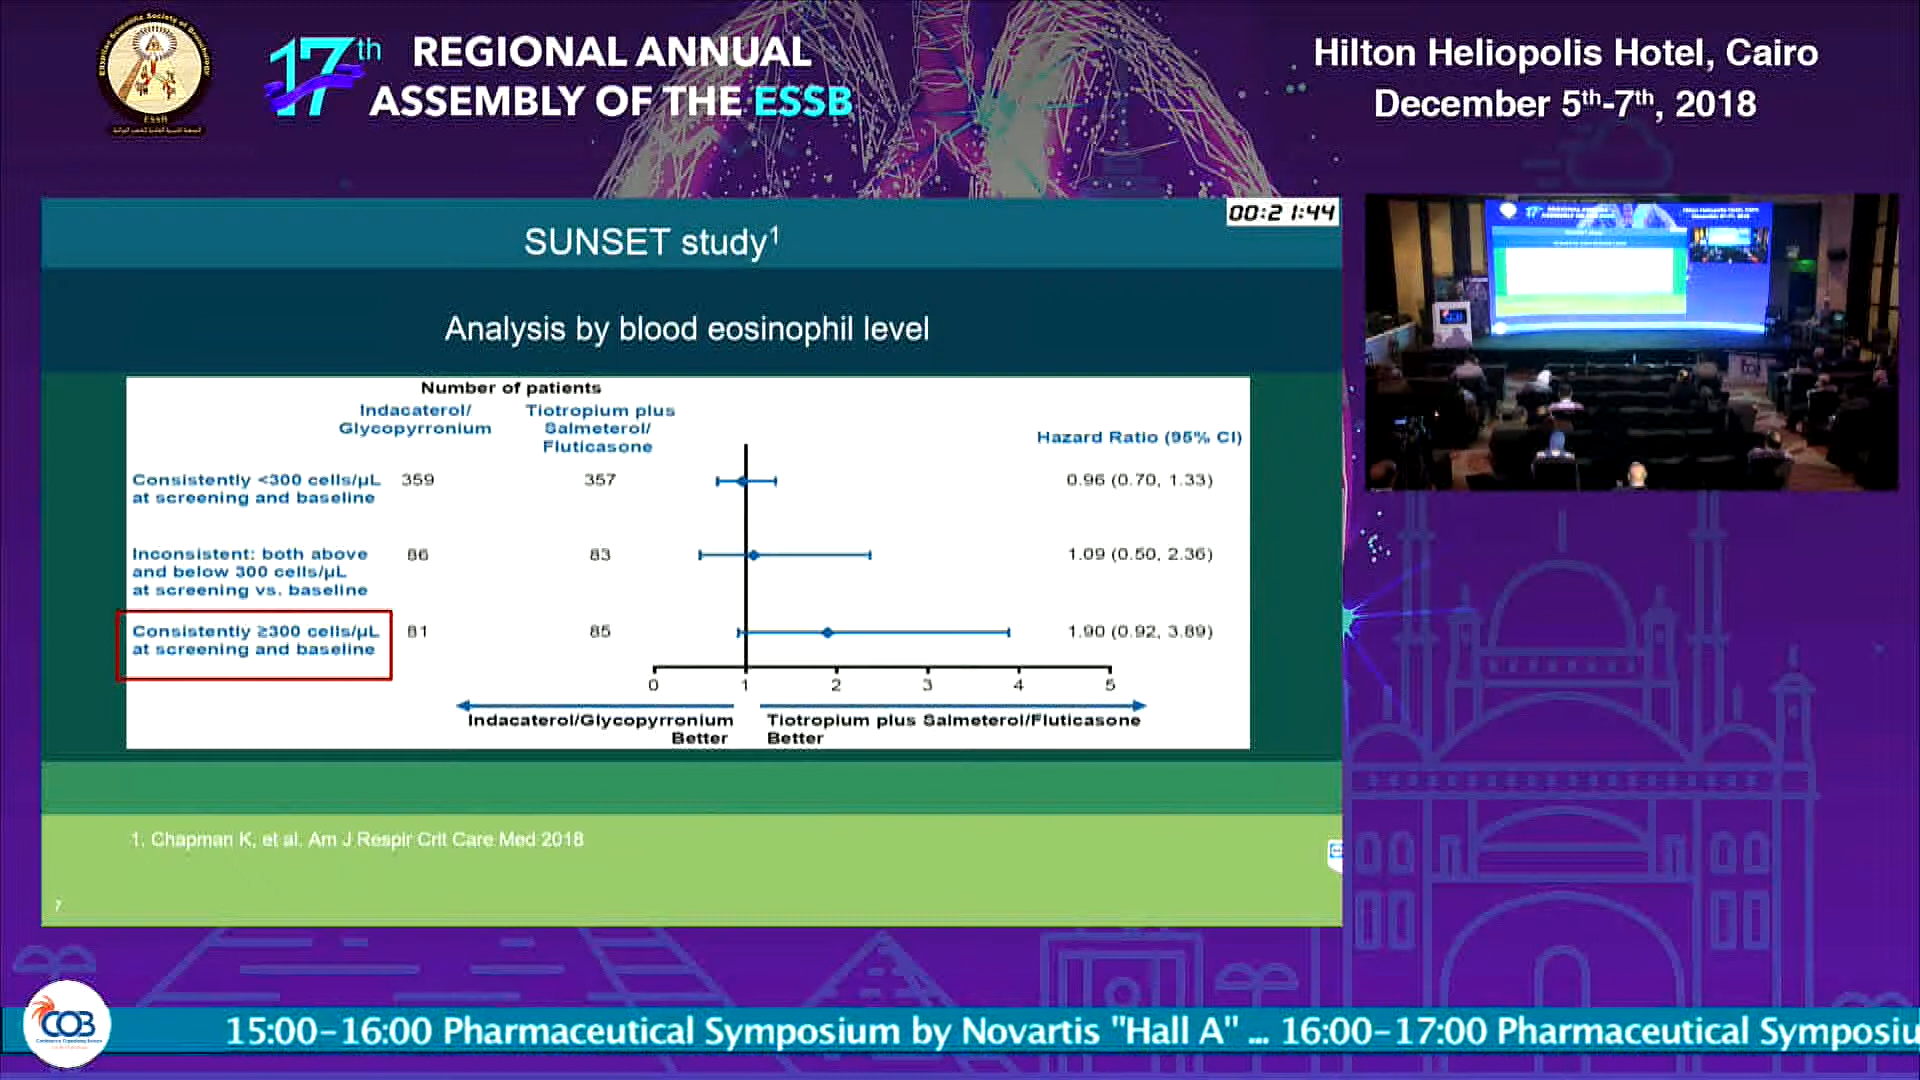 Egyptian Scientific Society of Bronchology
ESSB
17th REGIONAL ANNUAL
ASSEMBLY OF THE ESSB
Hilton Heliopolis Hotel, Cairo
December 5th-7th, 2018
00:21:44
SUNSET study1
Analysis by blood eosinophil level
Number of patients
Indacaterol/
Glycopyrronium
Tiotropium plus
Salmeterol/
Fluticasone
Hazard Ratio (95% CI)
Consistently <300 cells/µL
at screening and baseline
359
357
0.96 (0.70, 1.33)
Inconsistent: both above
and below 300 cells/µL
at screening vs. baseline
86
83
1.09 (0.50, 2.36)
Consistently ≥300 cells/µL
at screening and baseline
81
85
1.90 (0.92, 3.89)
0 1 2 3 4 5
Indacaterol/Glycopyrronium
Better
Tiotropium plus Salmeterol/Fluticasone
Better
1. Chapman K, et al. Am J Respir Crit Care Med 2018
7
COB
15:00-16:00 Pharmaceutical Symposium by Novartis "Hall A" ... 16:00-17:00 Pharmaceutical Symposiu